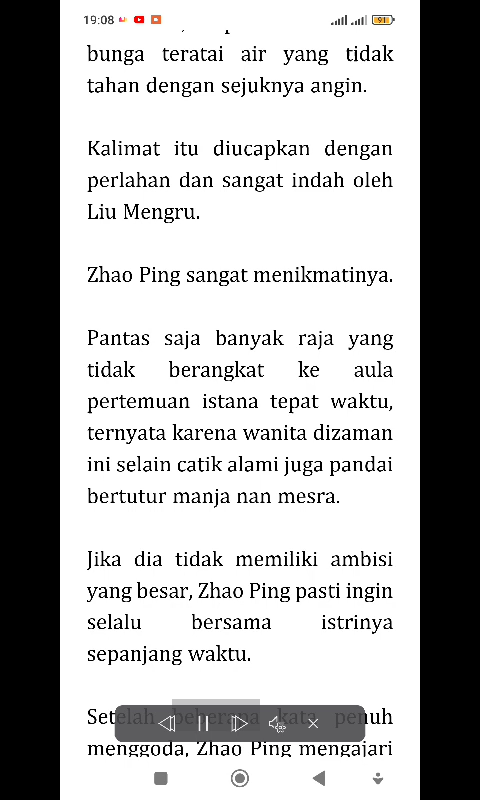 19:08
91
bunga teratai air yang tidak
tahan dengan sejuknya angin.
Kalimat itu diucapkan dengan
perlahan dan sangat indah oleh
Liu Mengru.
Zhao Ping sangat menikmatinya.
Pantas saja banyak raja yang
tidak berangkat ke aula
pertemuan istana tepat waktu,
ternyata karena wanita dizaman
ini selain catik alami juga pandai
bertutur manja nan mesra.
Jika dia tidak memiliki ambisi
yang besar, Zhao Ping pasti ingin
selalu bersama istrinya
sepanjang waktu.
Setelah beberapa kata penuh
menggoda, Zhao Ping mengajari